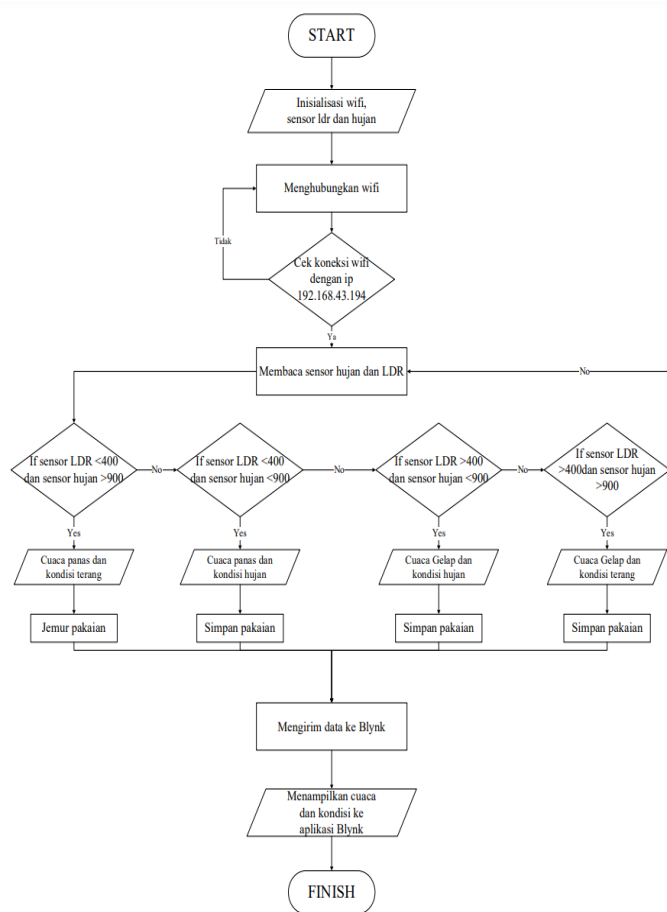 START
Inisialisasi wifi,
sensor ldr dan hujan
Menghubungkan wifi
Tidak
Cek koneksi wifi
dengan ip
192.168.43.194
Ya
Membaca sensor hujan dan LDR
No
If sensor LDR <400
dan sensor hujan >900
No
If sensor LDR <400
dan sensor hujan <900
No
If sensor LDR >400
dan sensor hujan <900
No
If sensor LDR
>400dan sensor hujan
>900
Yes
Yes
Yes
Yes
Cuaca panas dan
kondisi terang
Cuaca panas dan
kondisi hujan
Cuaca Gelap dan
kondisi hujan
Cuaca Gelap dan
kondisi terang
Jemur pakaian
Simpan pakaian
Simpan pakaian
Simpan pakaian
Mengirim data ke Blynk
Menampilkan cuaca
dan kondisi ke
aplikasi Blynk
FINISH